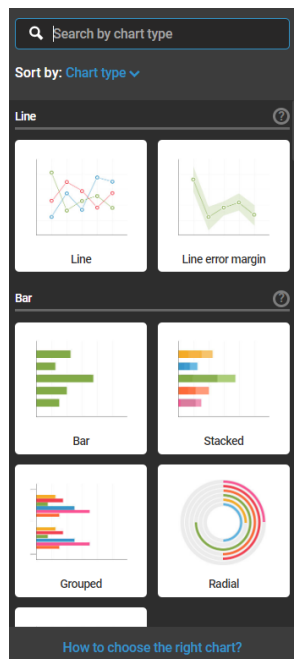 Search by chart type
Sort by: Chart type
Line
?
Line
Line error margin
Bar
?
Bar
Stacked
Grouped
Radial
How to choose the right chart?